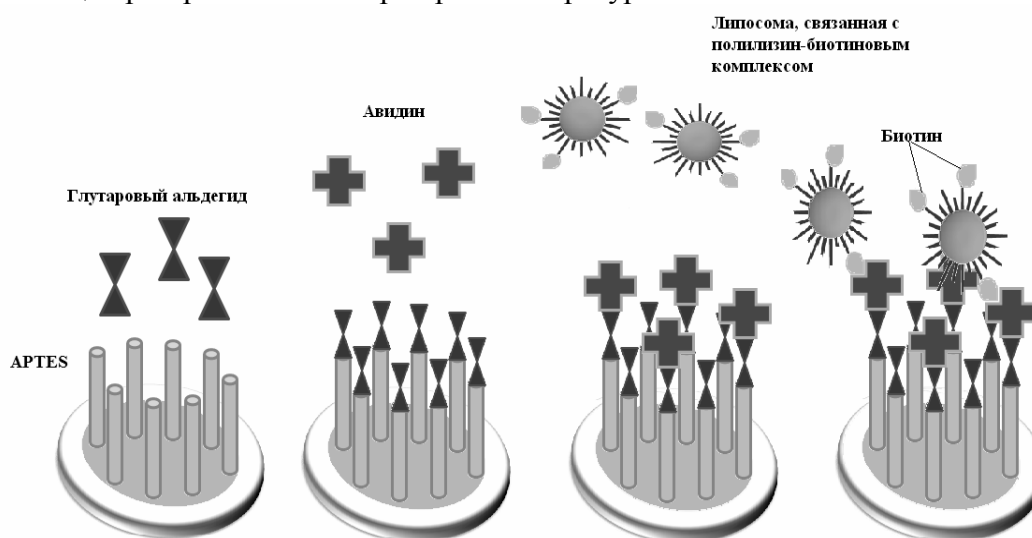 Липосома, связанная с
полилизин-биотиновым
комплексом
Авидин
Биотин
Глутаровый альдегид
APTES